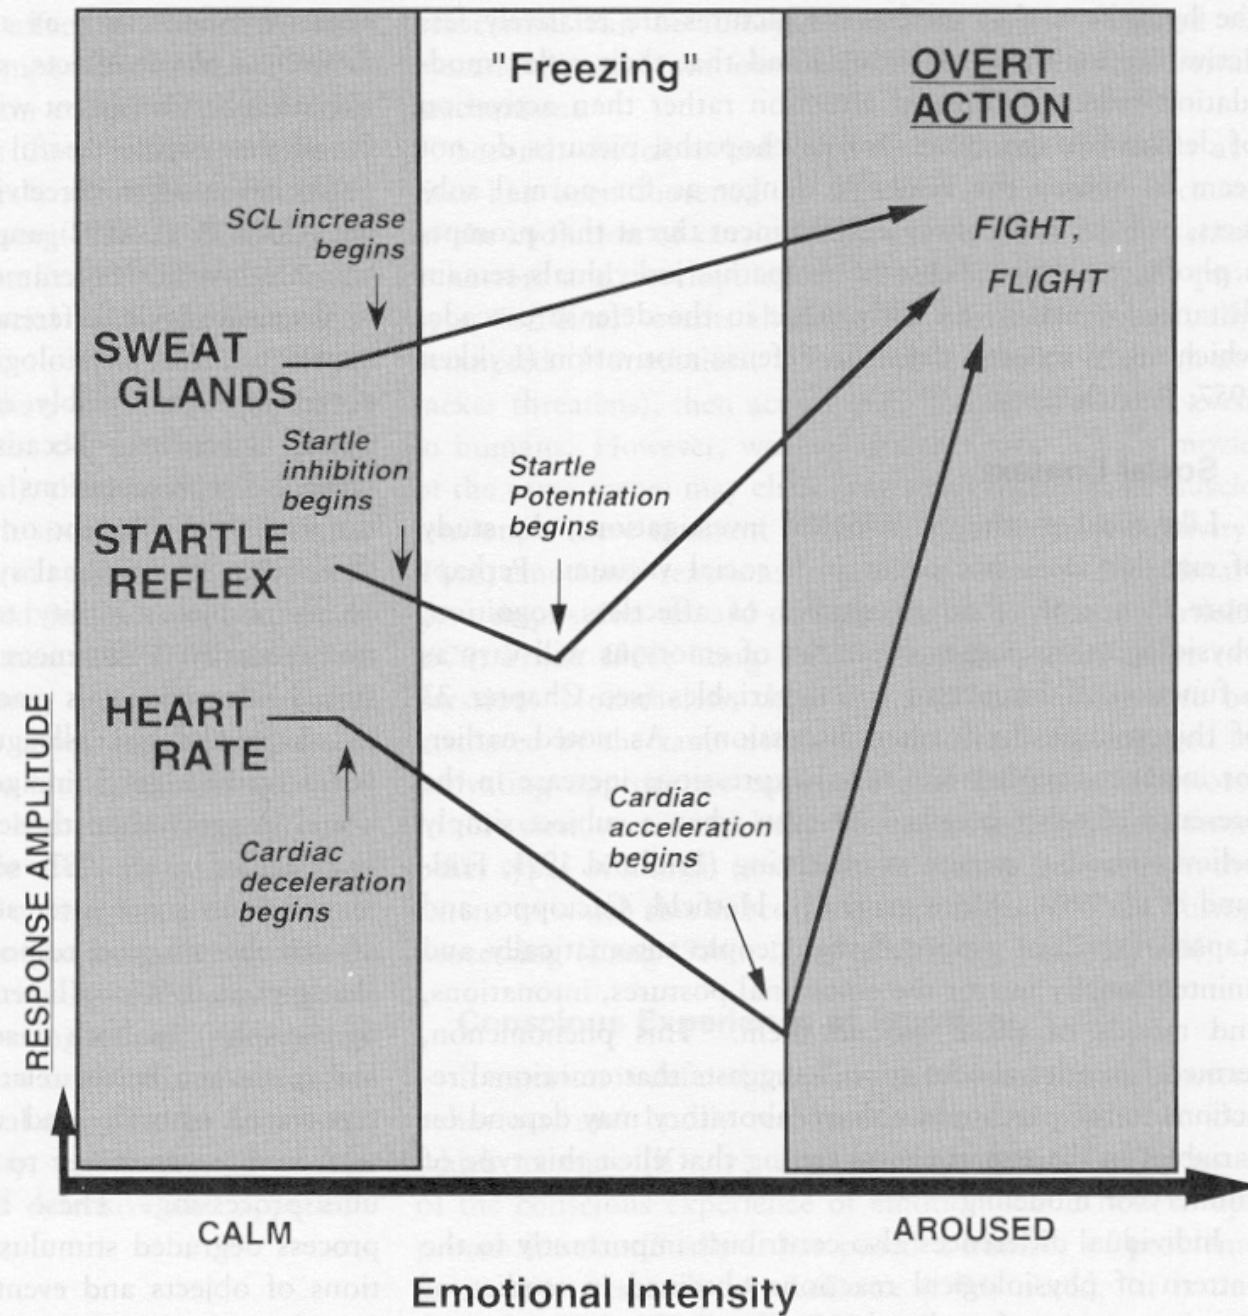 "Freezing"
OVERT
ACTION
SCL increase
begins
FIGHT,
FLIGHT
SWEAT
GLANDS
Startle
inhibition
begins
Startle
Potentiation
begins
STARTLE
REFLEX
HEART
RATE
Cardiac
deceleration
begins
Cardiac
acceleration
begins
RESPONSE AMPLITUDE
CALM
AROUSED
Emotional Intensity